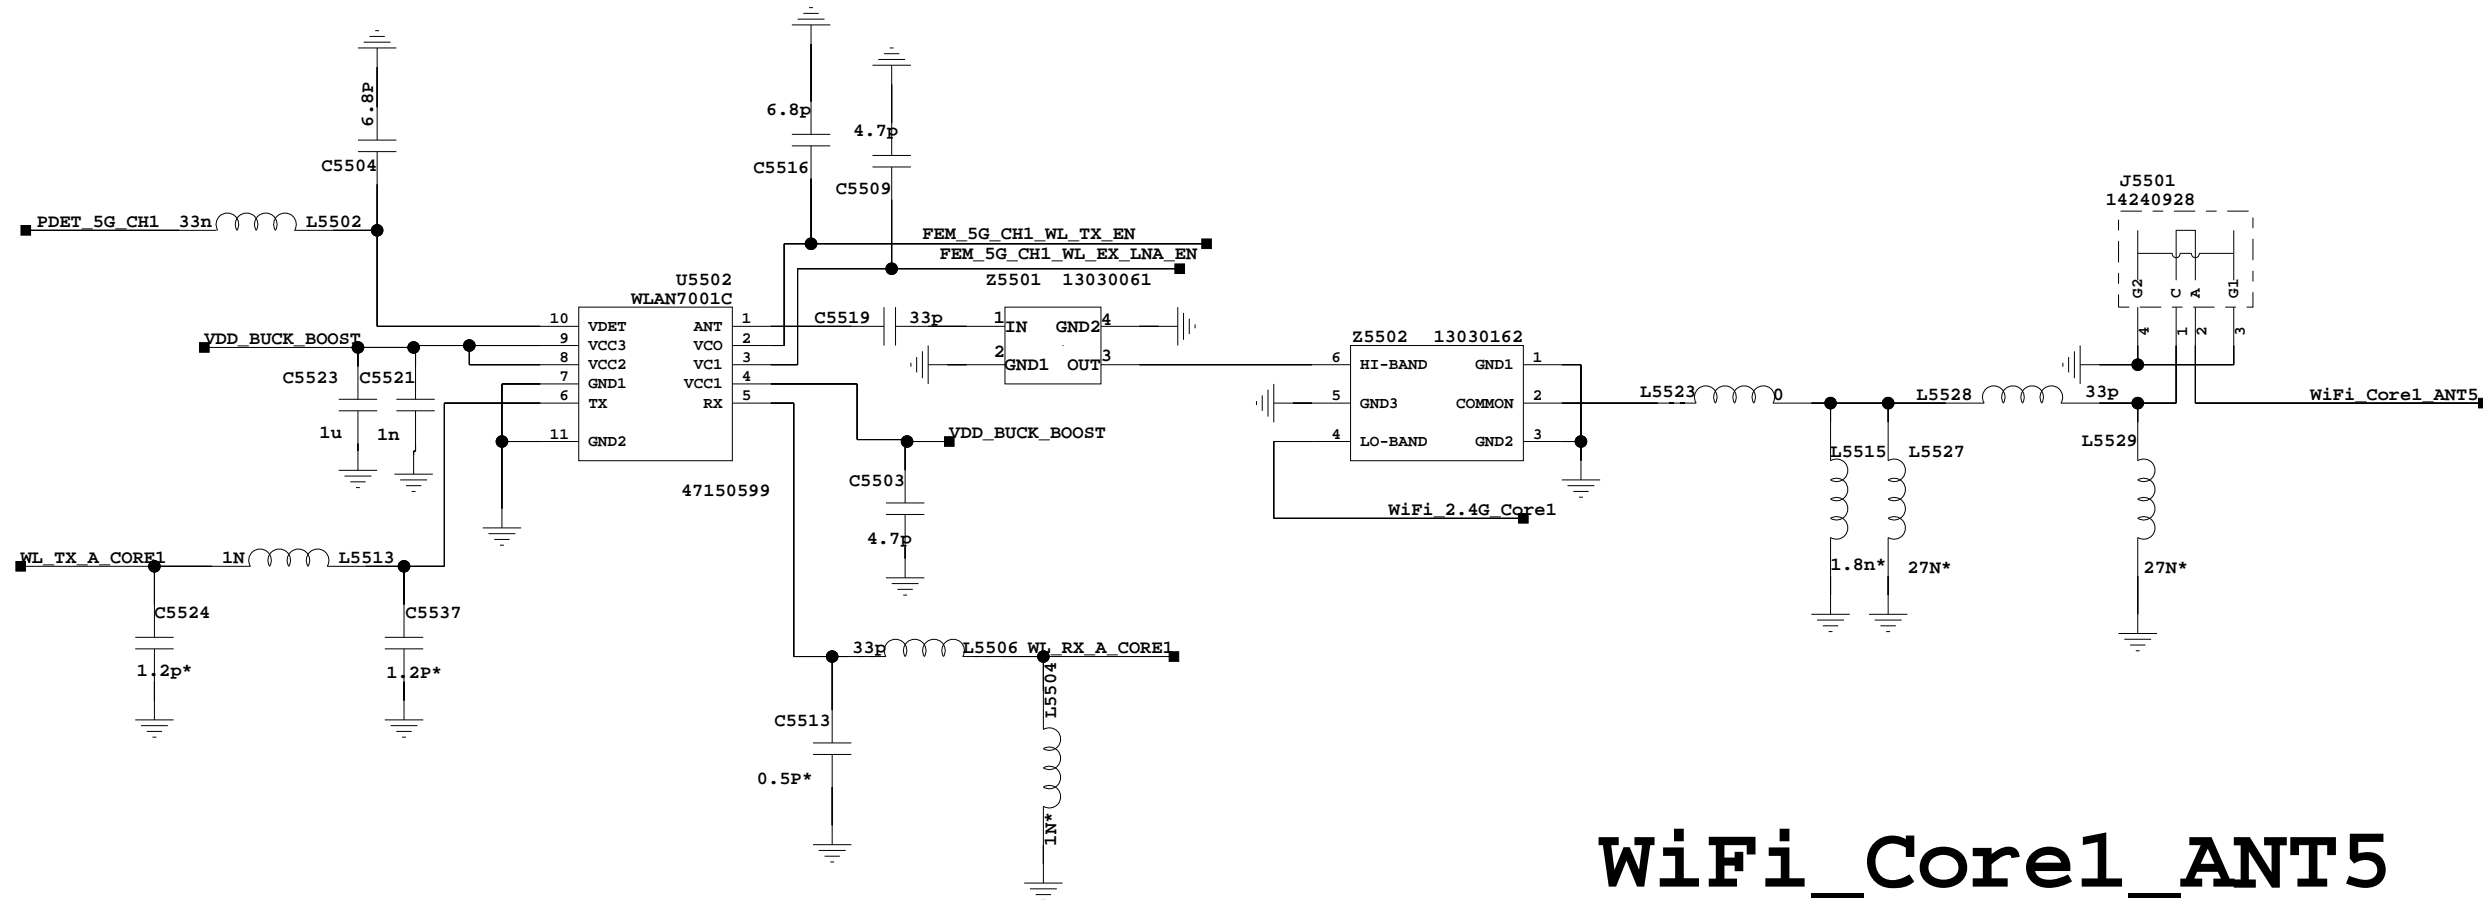 6.8P
C5504
PDET_5G_CH1 33n L5502
6.8p
C5516
4.7p
C5509
FEM_5G_CH1_WL_TX_EN
FEM_5G_CH1_WL_EX_LNA_EN
U5502
WLAN7001C
10 VDET ANT 1
9 VCC3 VC0 2
8 VCC2 VC1 3
7 GND1 VCC1 4
6 TX RX 5
11 GND2
47150599
VDD_BUCK_BOOST
C5523 C5521
1u 1n
C5519 33p
Z5501 13030061
1 IN GND2 4
2 GND1 OUT 3
VDD_BUCK_BOOST
C5503
4.7p
Z5502 13030162
6 HI-BAND GND1 1
5 GND3 COMMON 2
4 LO-BAND GND2 3
WiFi_2.4G_Core1
L5523 0
L5528 33p
L5515 L5527
1.8n* 27N*
L5529
27N*
J5501
14240928
G2 C A G1
4 1 2 3
WiFi_Core1_ANT5
WL_TX_A_CORE1 1N L5513
C5524 C5537
1.2p* 1.2P*
33p L5506 WL_RX_A_CORE1
C5513
0.5P*
L5504
1N*
WiFi_Core1_ANT5